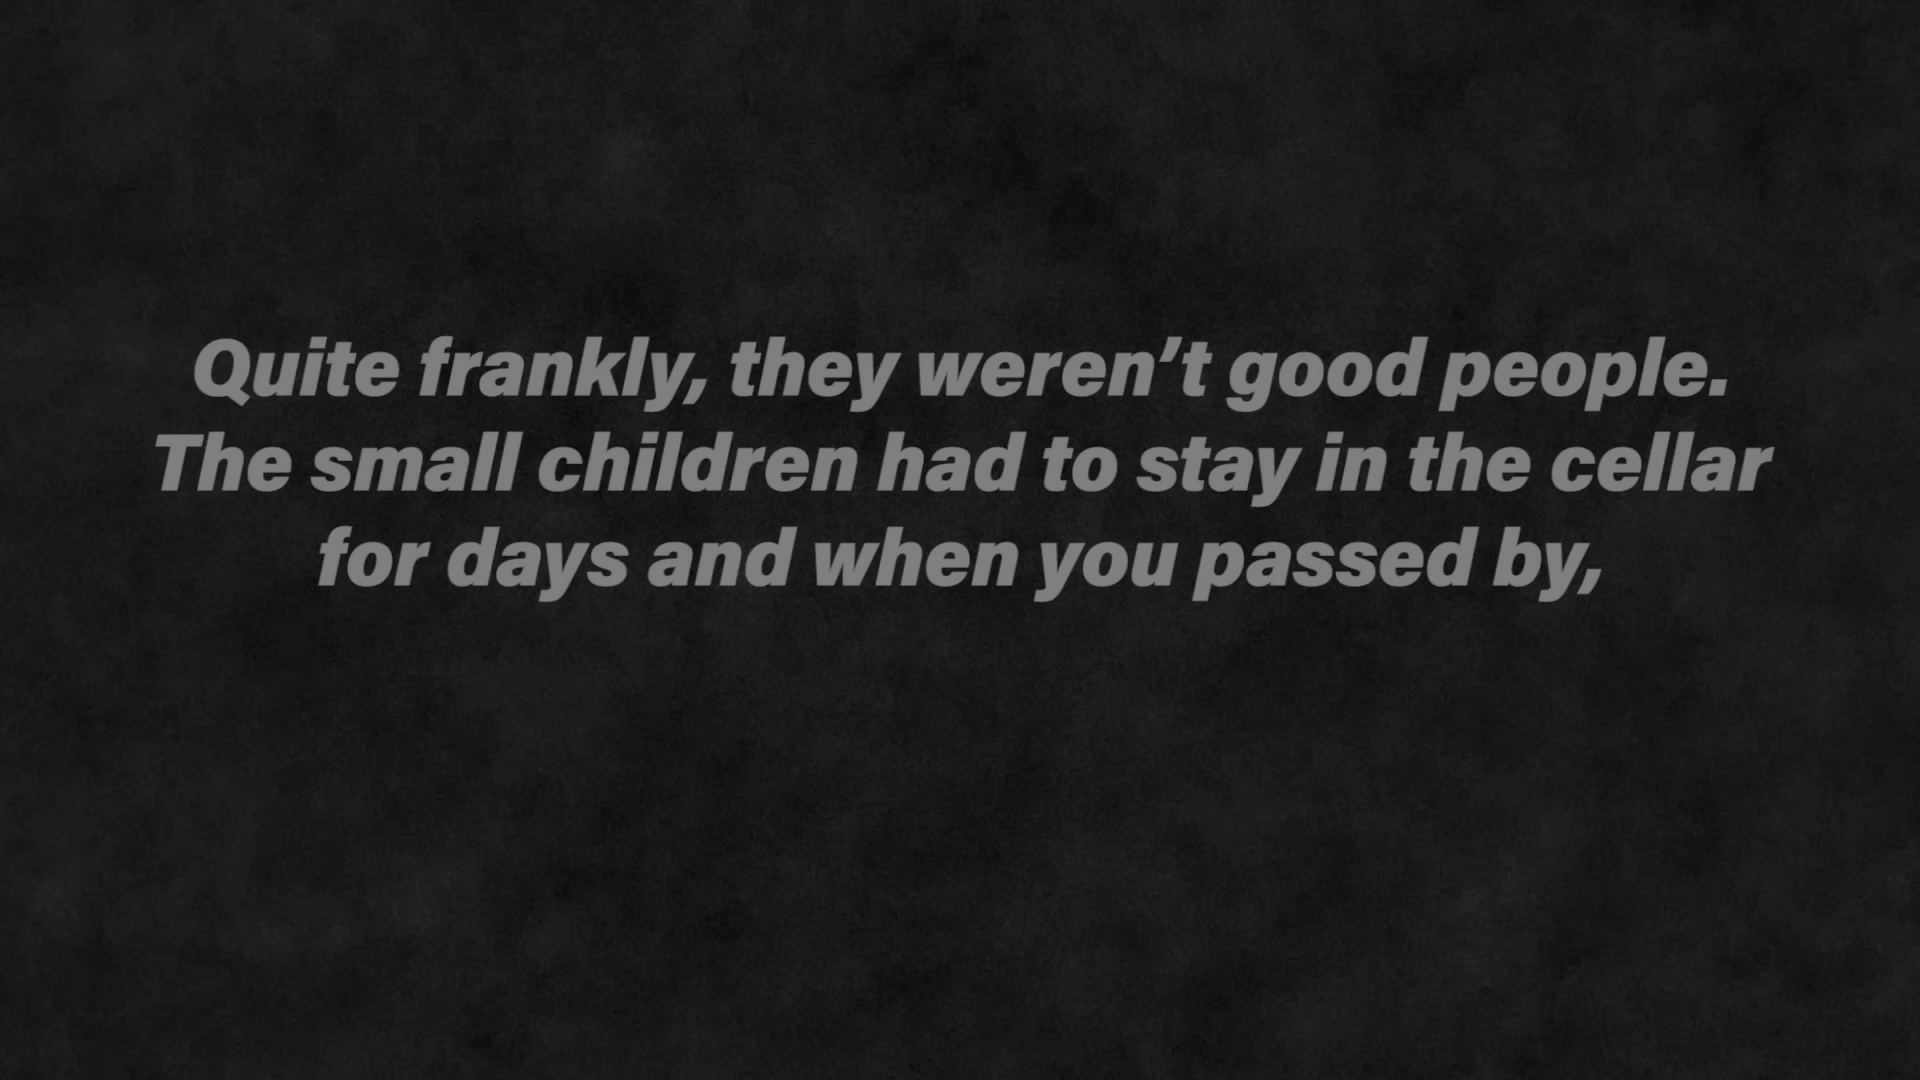 Quite frankly, they weren’t good people.
The small children had to stay in the cellar
for days and when you passed by,